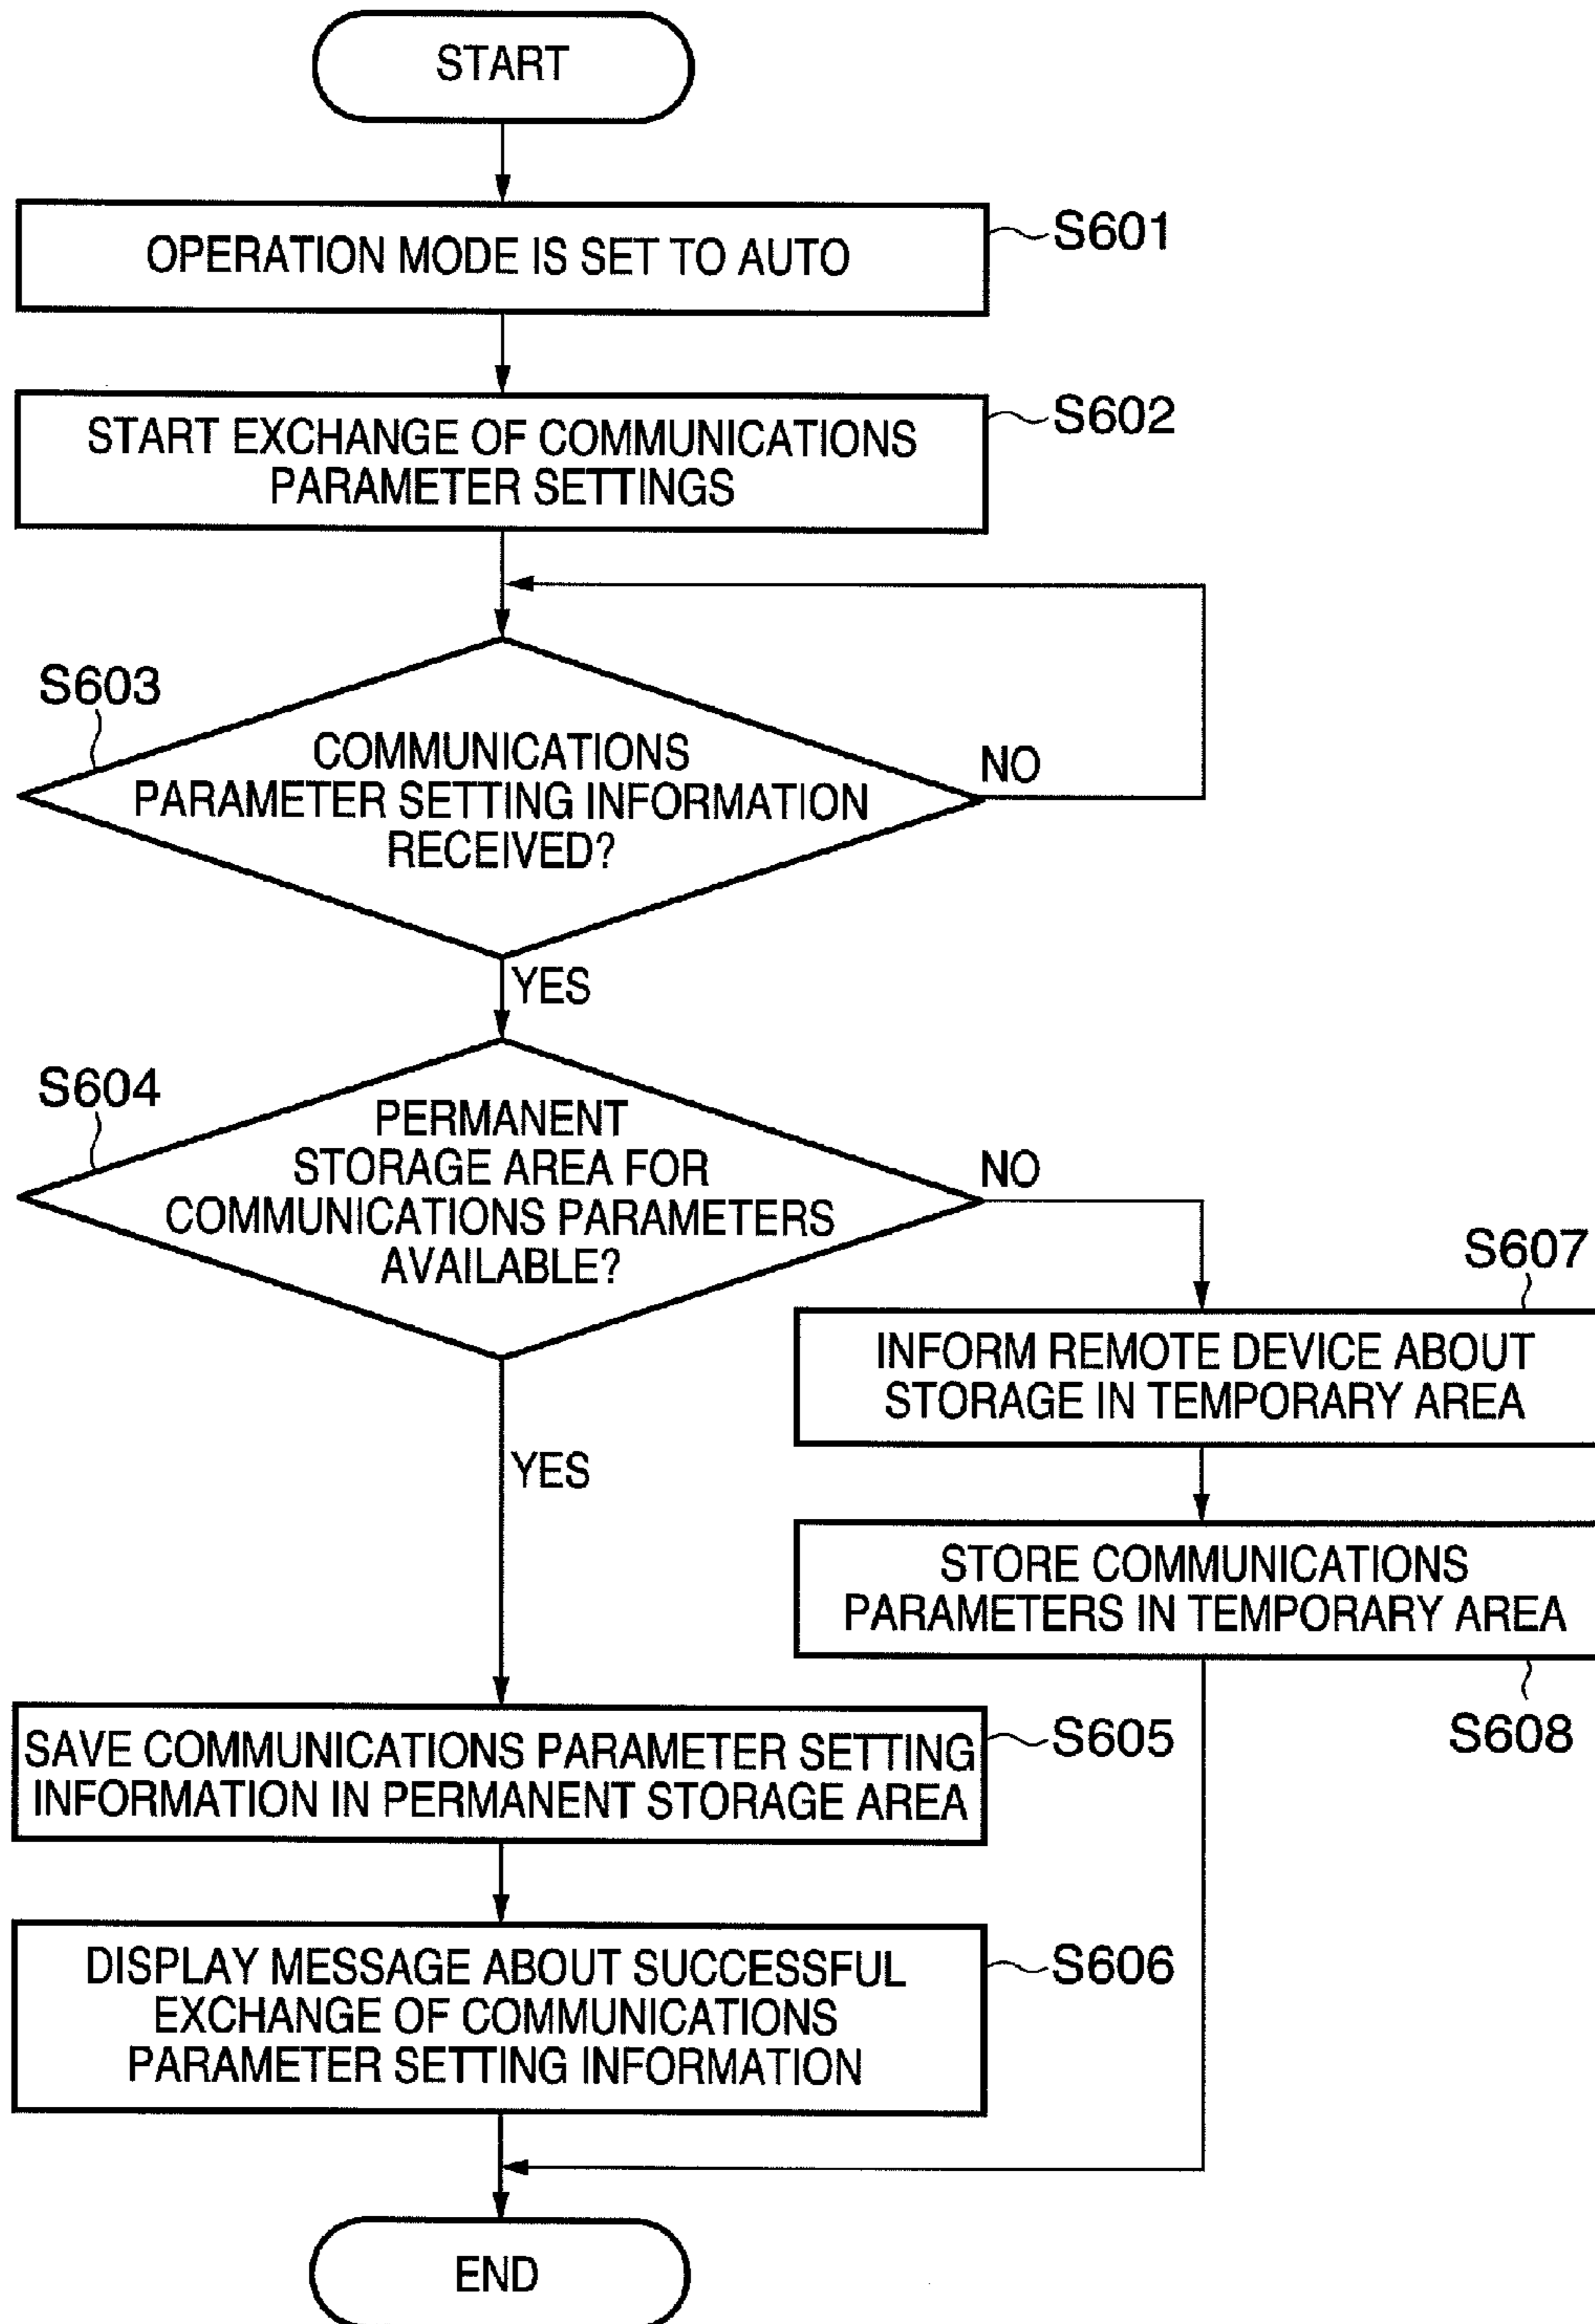 START
OPERATION MODE IS SET TO AUTO
S601
START EXCHANGE OF COMMUNICATIONS
PARAMETER SETTINGS
S602
S603
COMMUNICATIONS
PARAMETER SETTING INFORMATION
RECEIVED?
NO
YES
S604
PERMANENT
STORAGE AREA FOR
COMMUNICATIONS PARAMETERS
AVAILABLE?
NO
YES
S607
INFORM REMOTE DEVICE ABOUT
STORAGE IN TEMPORARY AREA
STORE COMMUNICATIONS
PARAMETERS IN TEMPORARY AREA
S608
SAVE COMMUNICATIONS PARAMETER SETTING
INFORMATION IN PERMANENT STORAGE AREA
S605
DISPLAY MESSAGE ABOUT SUCCESSFUL
EXCHANGE OF COMMUNICATIONS
PARAMETER SETTING INFORMATION
S606
END